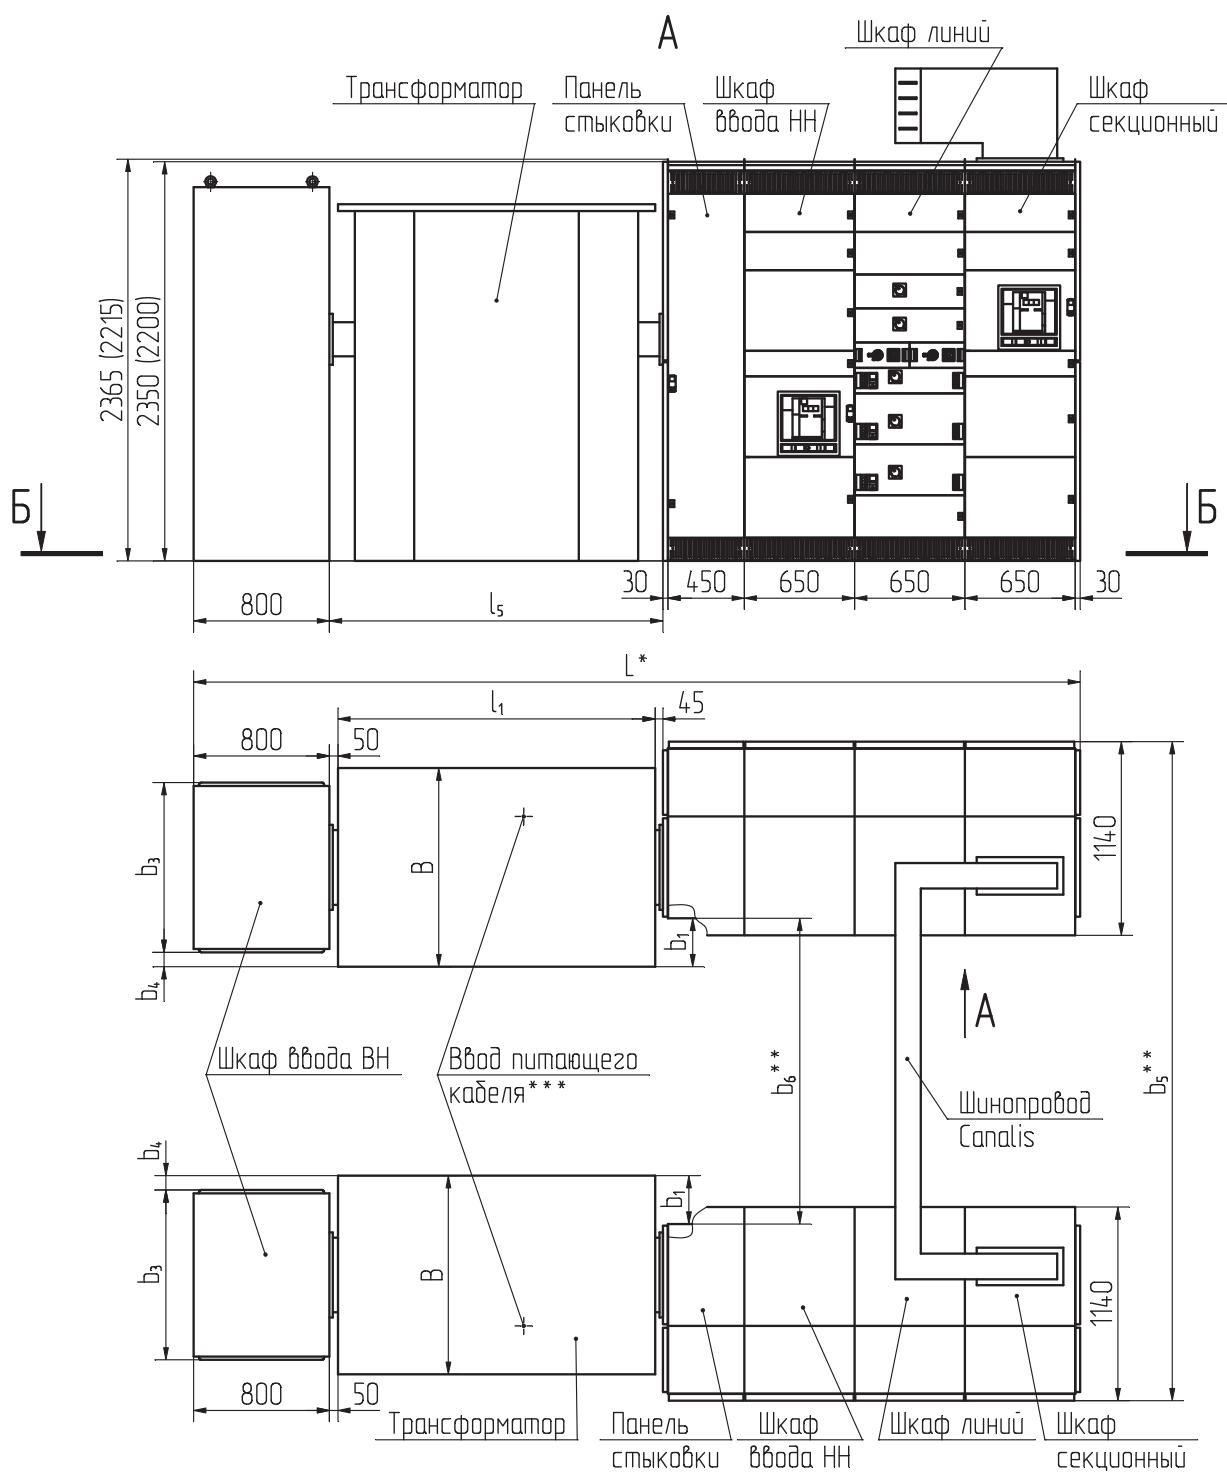 А
Шкаф линий
Трансформатор
Панель
стыковки
Шкаф
ввода НН
Шкаф
секционный
2365 (2215)
2350 (2200)
Б
Б
800
l₅
30
450
650
650
650
30
L*
l₁
45
800
50
b₃
b₄
B
b₁
1140
А
Шкаф ввода ВН
Ввод питающего
кабеля***
b₆**
b₅**
Шинопровод
Canalis
b₄
b₃
B
b₁
1140
800
50
Трансформатор
Панель
стыковки
Шкаф
ввода НН
Шкаф линий
Шкаф
секционный